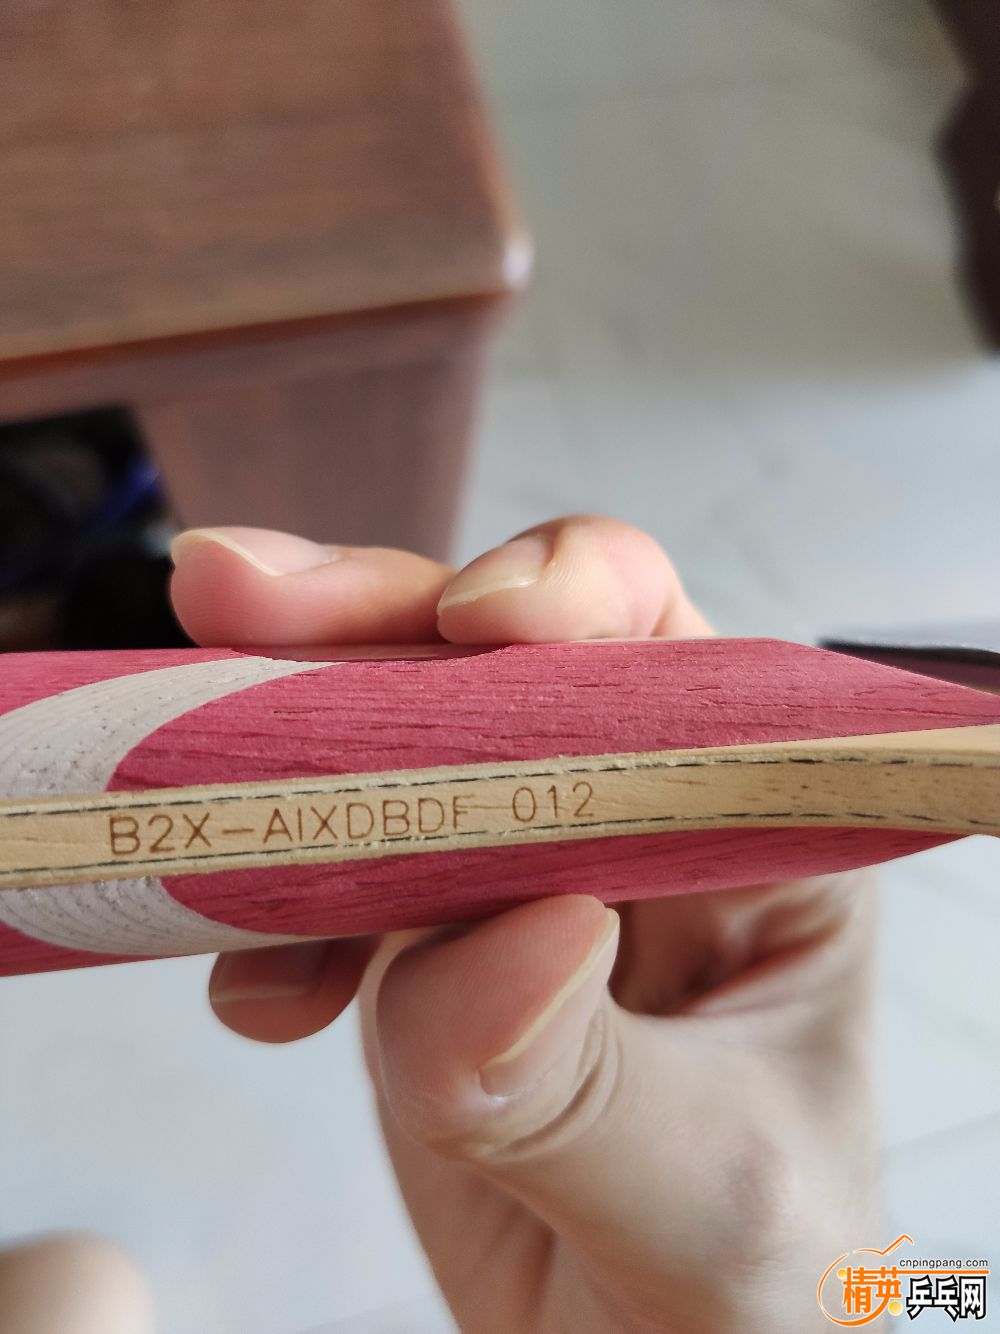 B2X-AIXDBDF 012
cnpingpang.com
精英乒乓网